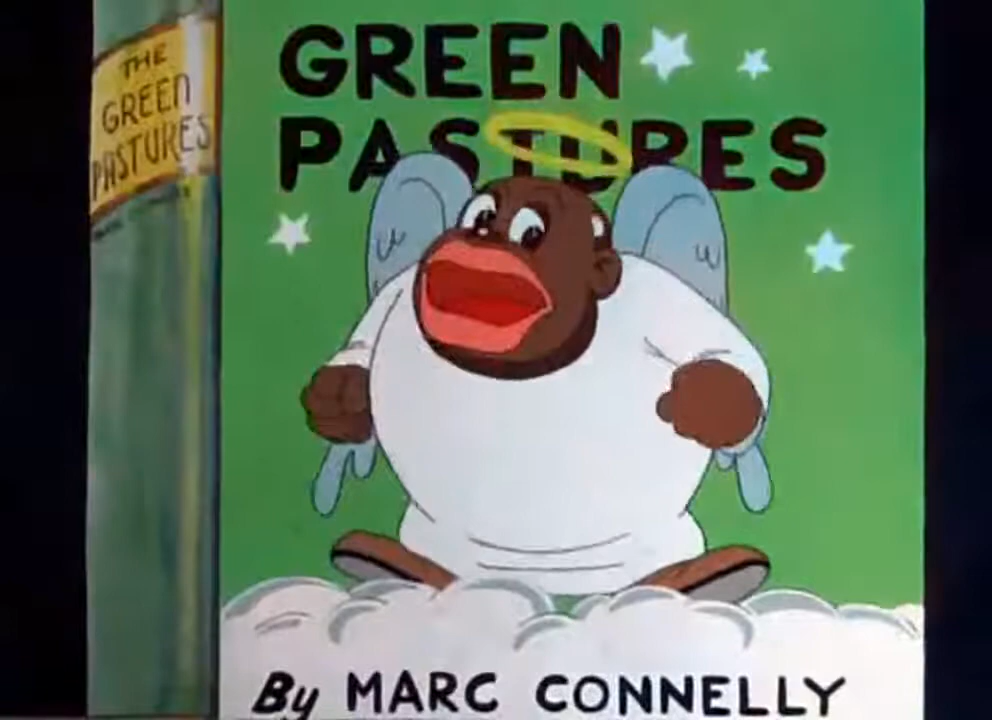 THE
GREEN
PASTURES
GREEN
PASTURES
By MARC CONNELLY